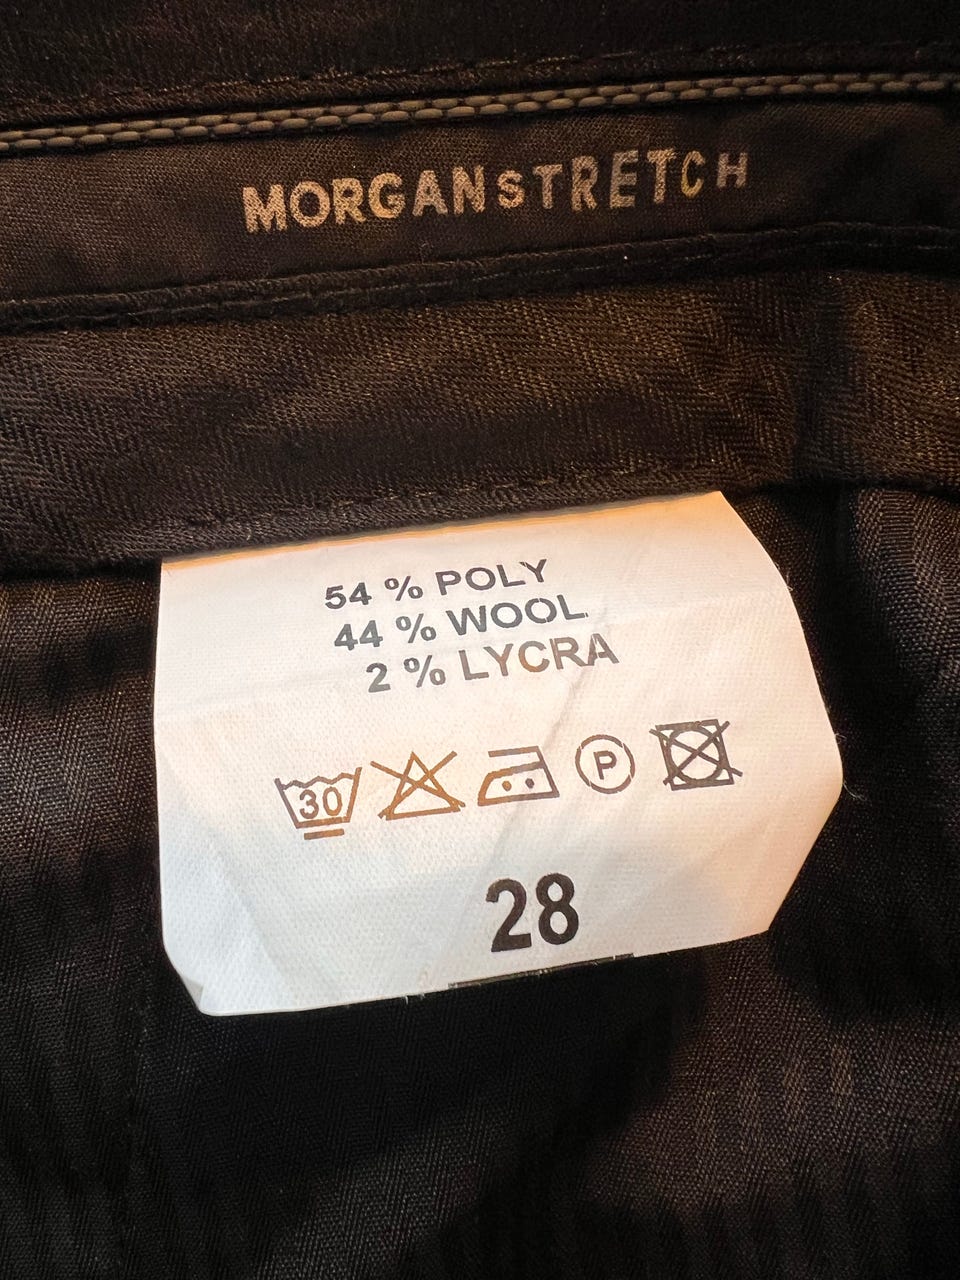 MORGANSTRETCH
54 % POLY
44 % WOOL
2 % LYCRA
30 P
28